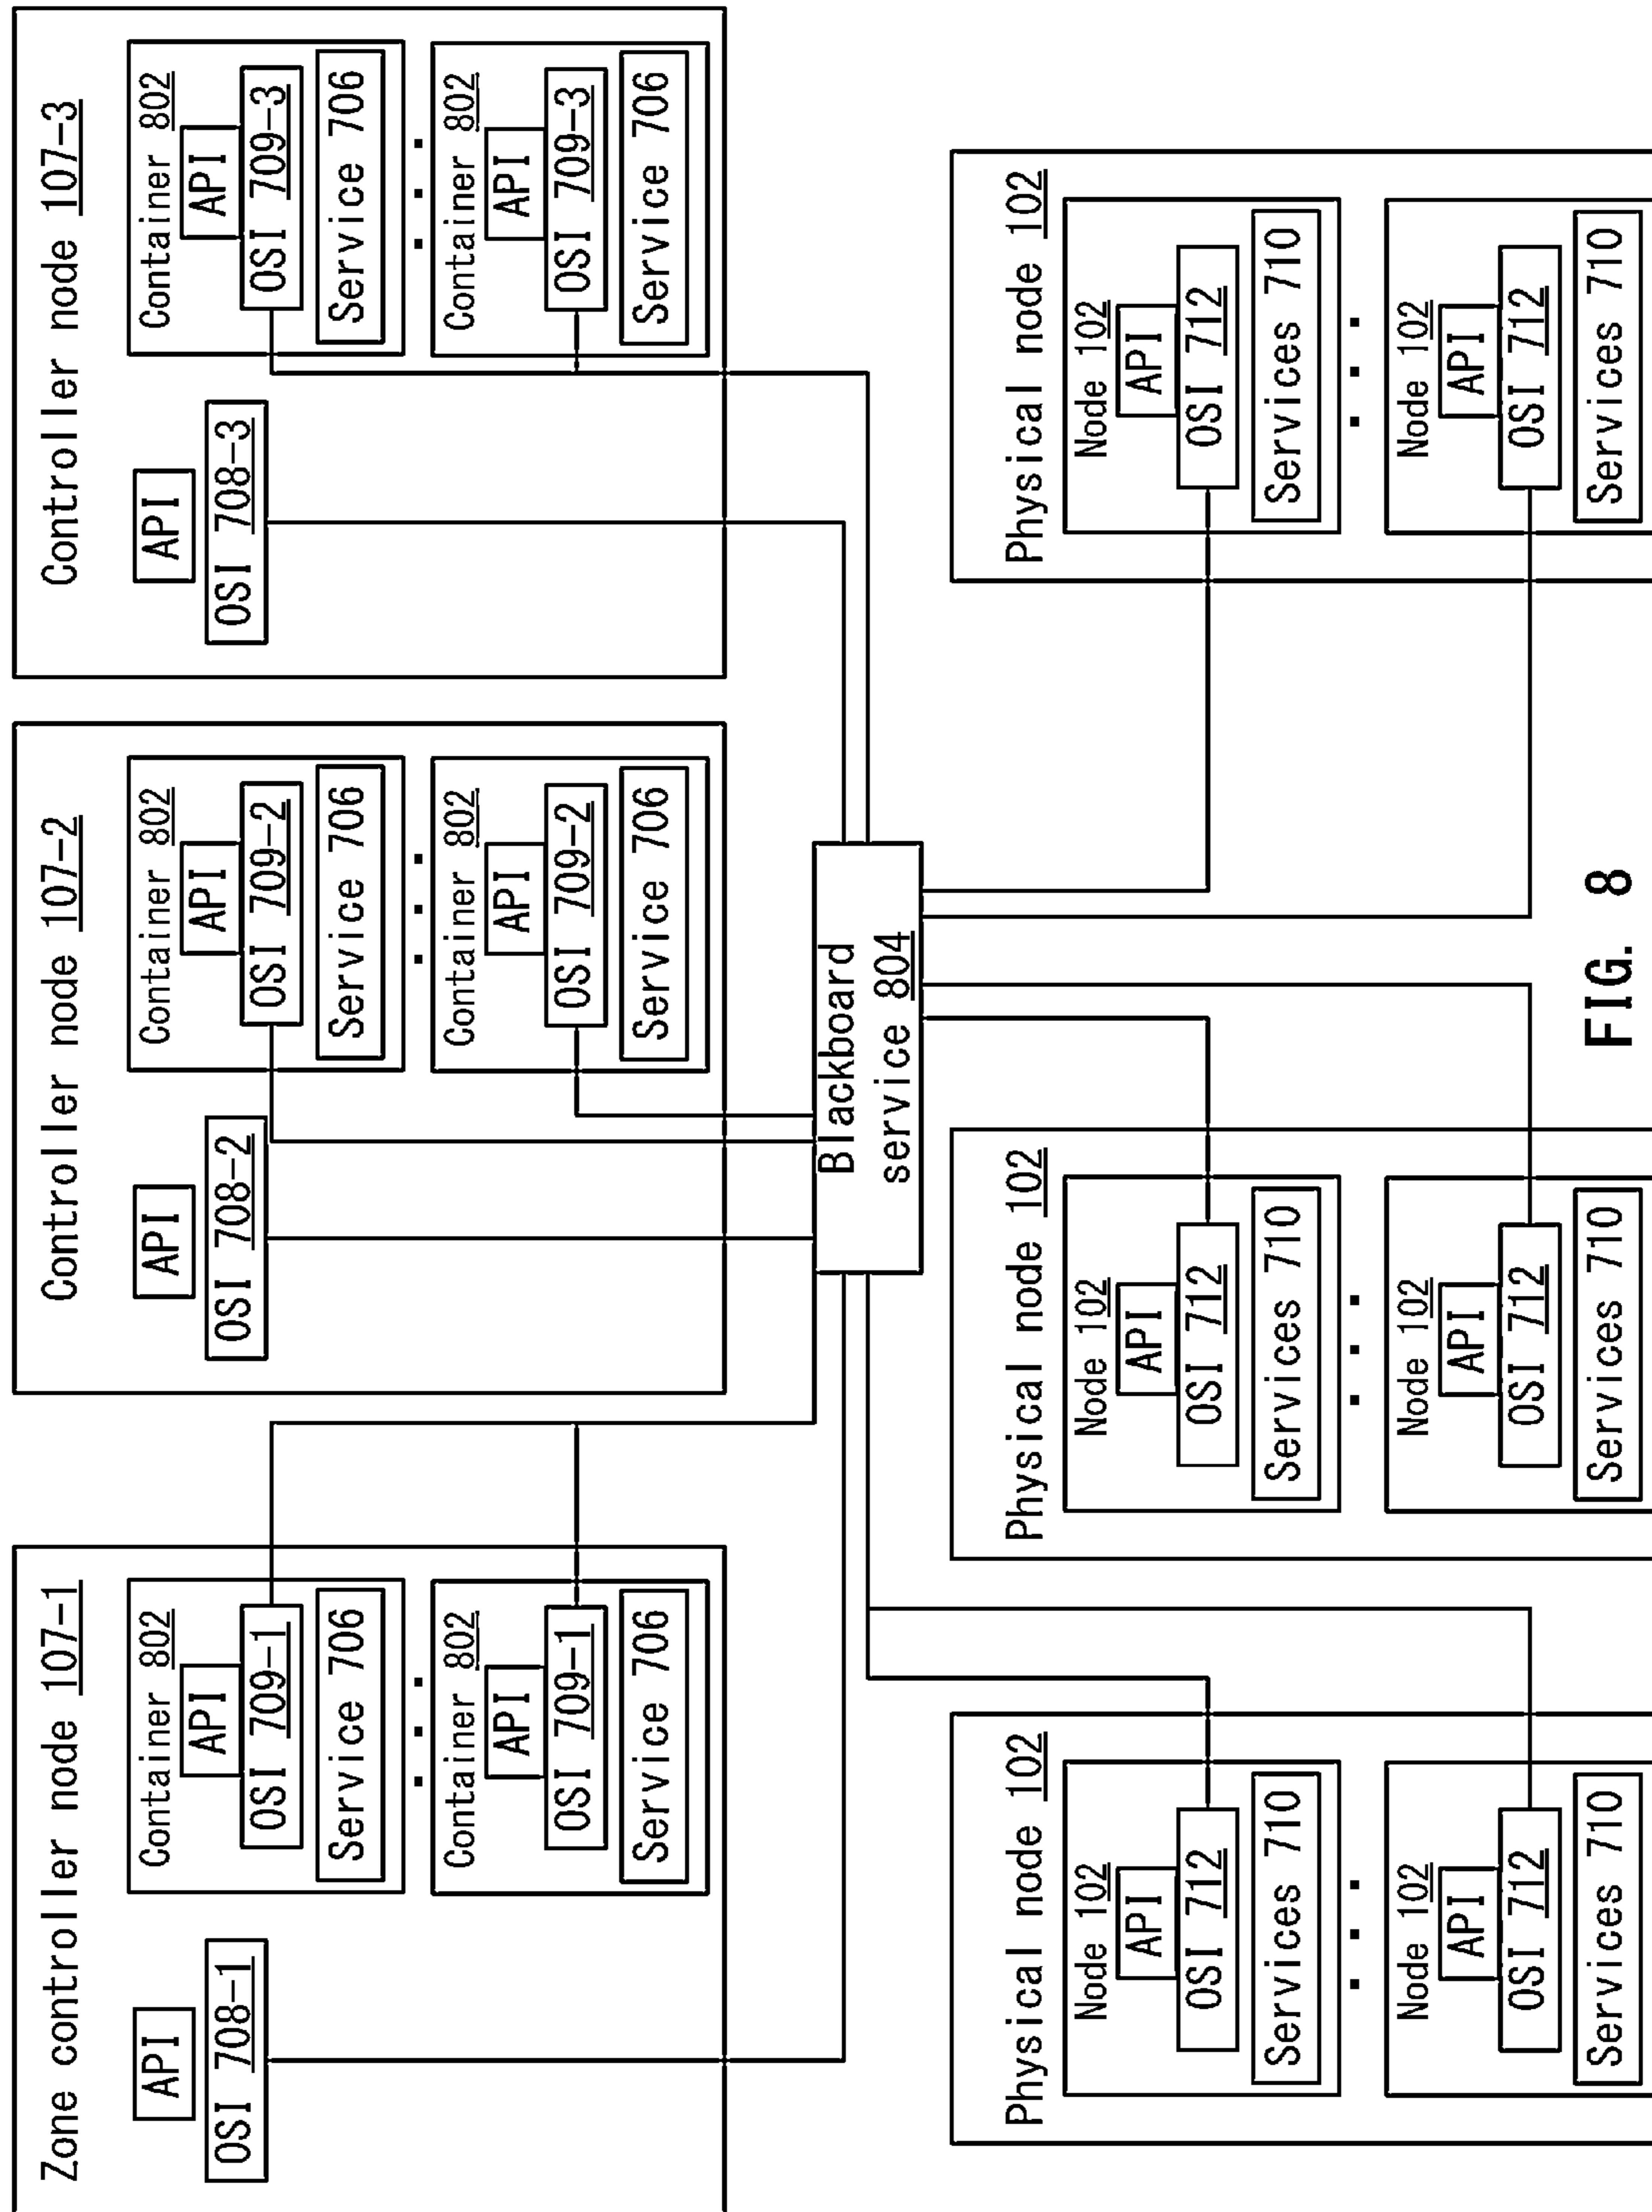 Zone controller node 107-1
API
OSI 708-1
Container 802
API
OSI 709-1
Service 706
...
Container 802
API
OSI 709-1
Service 706
Controller node 107-2
API
OSI 708-2
Container 802
API
OSI 709-2
Service 706
...
Container 802
API
OSI 709-2
Service 706
Controller node 107-3
API
OSI 708-3
Container 802
API
OSI 709-3
Service 706
...
Container 802
API
OSI 709-3
Service 706
Blackboard
service 804
Physical node 102
Node 102
API
OSI 712
Services 710
...
Node 102
API
OSI 712
Services 710
Physical node 102
Node 102
API
OSI 712
Services 710
...
Node 102
API
OSI 712
Services 710
Physical node 102
Node 102
API
OSI 712
Services 710
...
Node 102
API
OSI 712
Services 710
FIG. 8